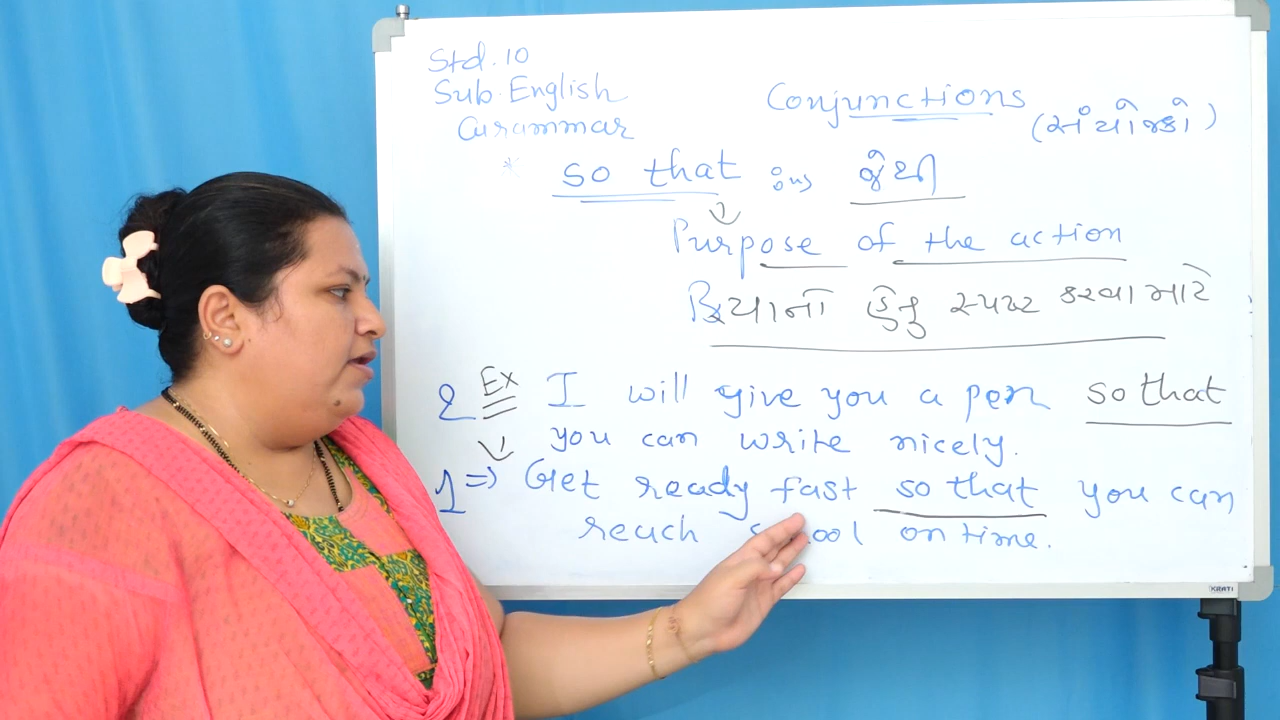 Std. 10
Sub. English
Grammar
Conjunctions
(સંયોજકો)
* so that જેથી
Purpose of the action
ક્રિયાનો હેતુ સ્પષ્ટ કરવા માટે
2 Ex I will give you a pen so that
you can write nicely.
1 => Get ready fast so that you can
reach school on time.
KRATI